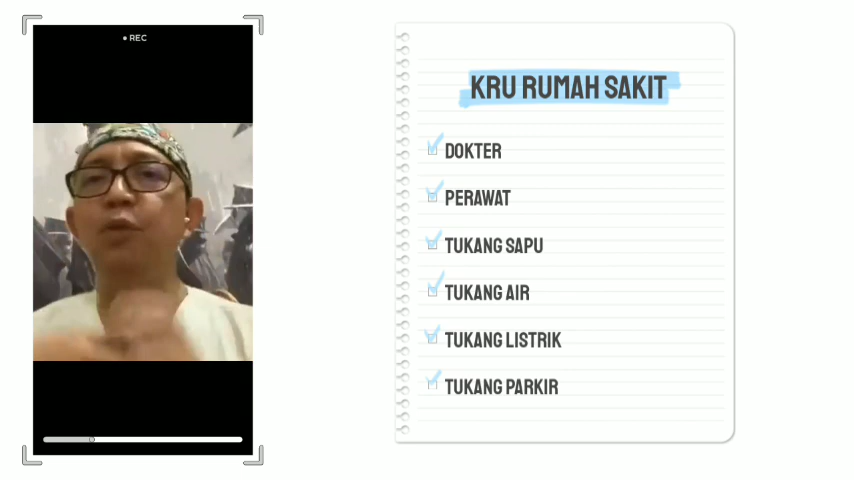 REC
KRU RUMAH SAKIT
DOKTER
PERAWAT
TUKANG SAPU
TUKANG AIR
TUKANG LISTRIK
TUKANG PARKIR